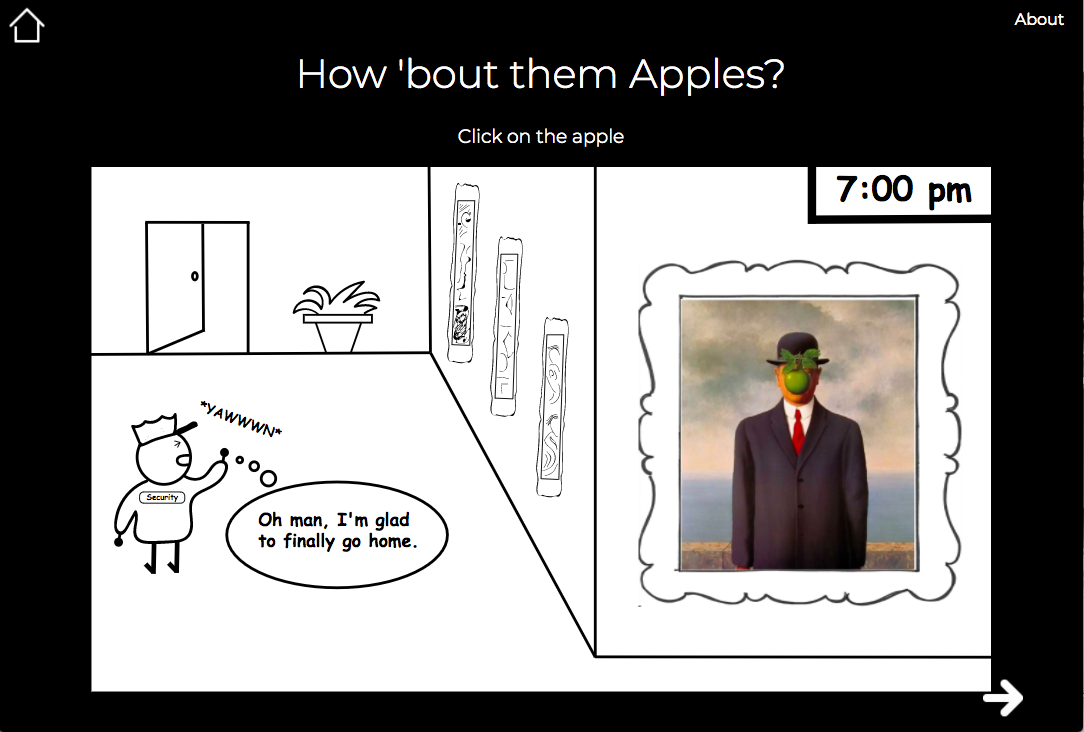 About
How 'bout them Apples?
Click on the apple
7:00 pm
*YAWWWN*
Security
Oh man, I'm glad
to finally go home.